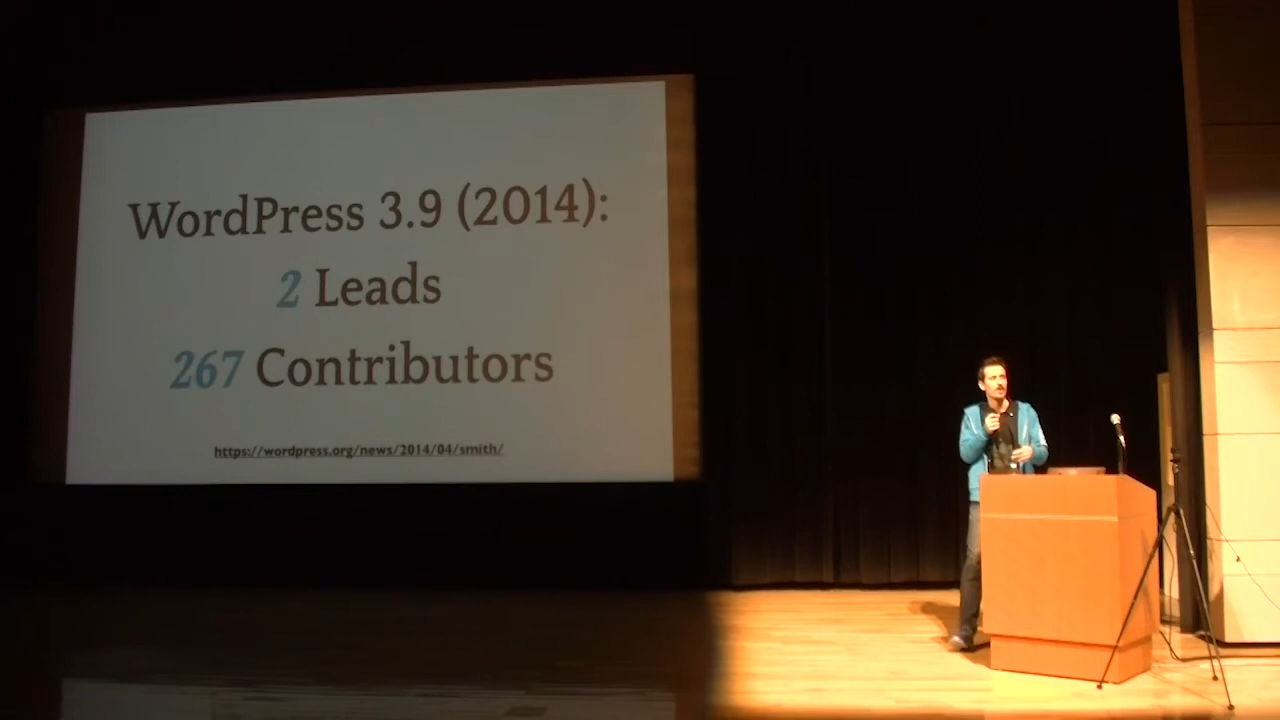 WordPress 3.9 (2014):
2 Leads
267 Contributors
https://wordpress.org/news/2014/04/smith/